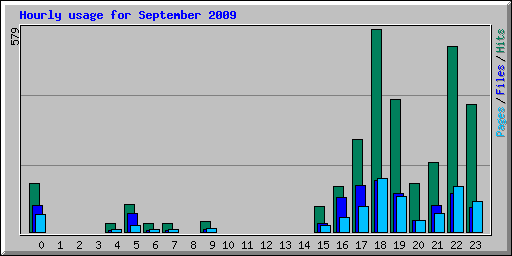 Hourly usage for September 2009
579
Pages/Files/Hits
0 1 2 3 4 5 6 7 8 9 10 11 12 13 14 15 16 17 18 19 20 21 22 23